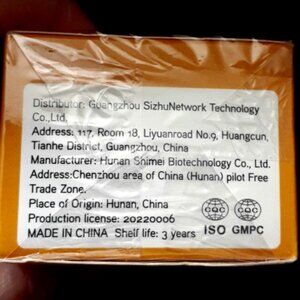 Distributor: Guangzhou SizhuNetwork Technology
Co.,Ltd.
Address: 117, Room 18, Liyuanroad No.9, Huangcun,
Tianhe District, Guangzhou, China
Manufacturer: Hunan Shimei Biotechnology Co., Ltd.
Address:Chenzhou area of China (Hunan) pilot Free
Trade Zone.
Place of Origin: Hunan, China
Production license: 20220006
MADE IN CHINA Shelf life: 3 years
CQC CQC
ISO GMPC